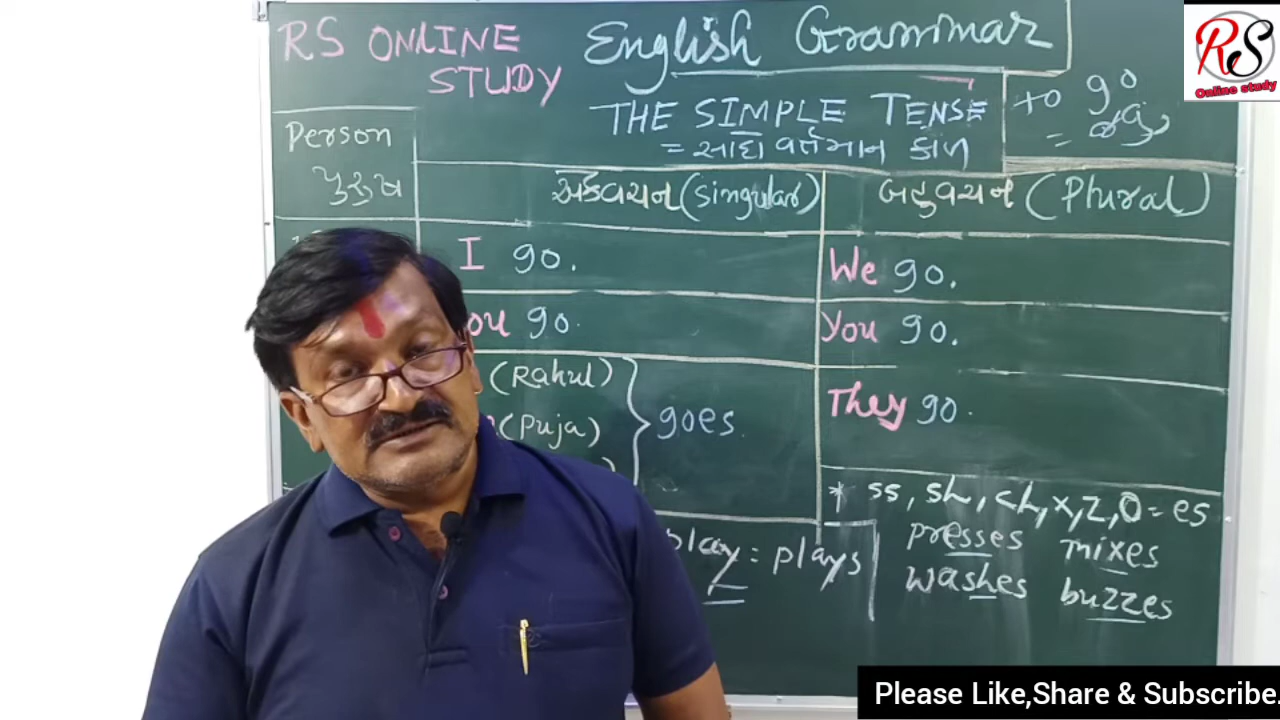 RS ONLINE
STUDY
English Grammar
THE SIMPLE TENSE
= સાદો વર્તમાન કાળ
to go
= જવું
RS
Online study
Person
પુરુષ
એકવચન (Singular)
બહુવચન (Plural)
I go.
We go.
ou go.
You go.
(Rahul)
(Puja)
goes.
They go.
* ss, sh, ch, x, z, o = es
presses mixes
washes buzzes
play = plays
Please Like,Share & Subscribe.